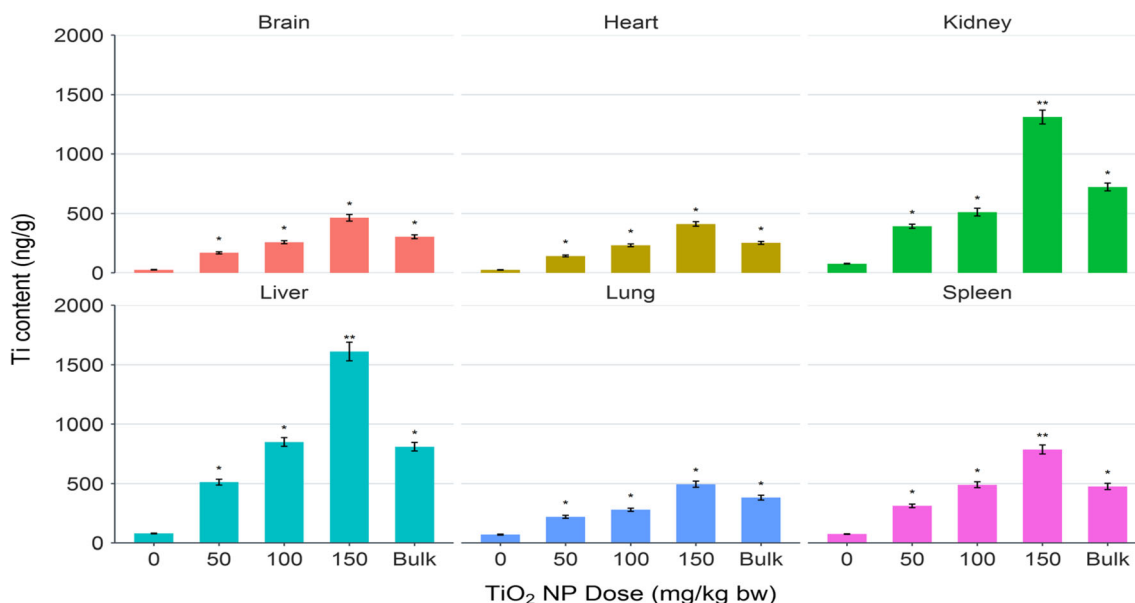 Brain Heart Kidney
2000
1500
1000
500
0
* * * *
* * * *
* * ** *
Liver Lung Spleen
2000
1500
1000
500
0
* * ** *
* * * *
* * ** *
0 50 100 150 Bulk 0 50 100 150 Bulk 0 50 100 150 Bulk
Ti content (ng/g)
TiO₂ NP Dose (mg/kg bw)